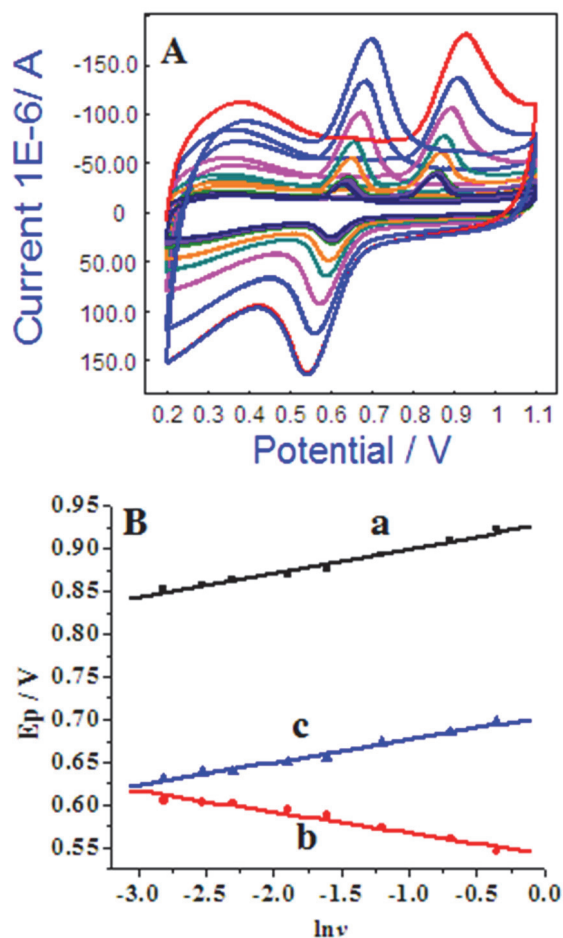 A
Current 1E-6/ A
-150.0
-100.0
-50.00
0
50.00
100.0
150.0
0.2 0.3 0.4 0.5 0.6 0.7 0.8 0.9 1 1.1
Potential / V
B
a
c
b
Ep / V
0.95
0.90
0.85
0.80
0.75
0.70
0.65
0.60
0.55
-3.0 -2.5 -2.0 -1.5 -1.0 -0.5 0.0
lnν